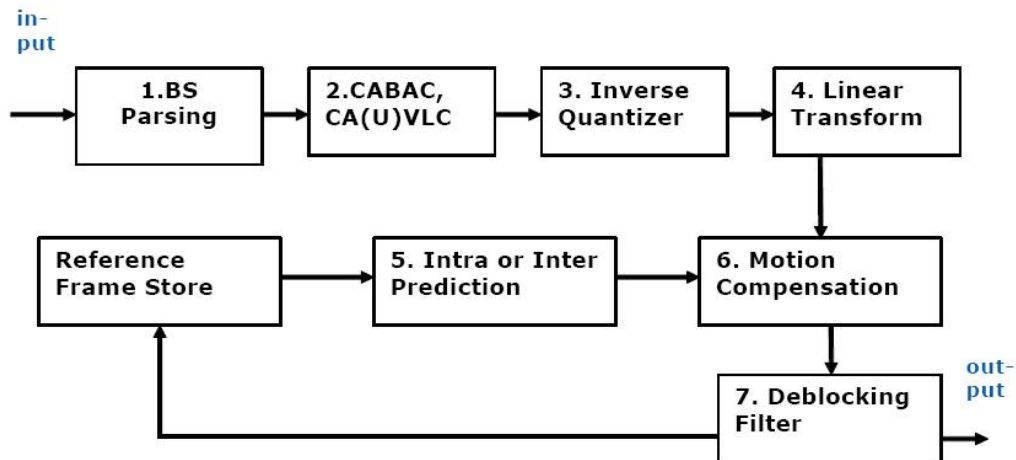 in-
put
1.BS
Parsing
2.CABAC,
CA(U)VLC
3. Inverse
Quantizer
4. Linear
Transform
Reference
Frame Store
5. Intra or Inter
Prediction
6. Motion
Compensation
7. Deblocking
Filter
out-
put